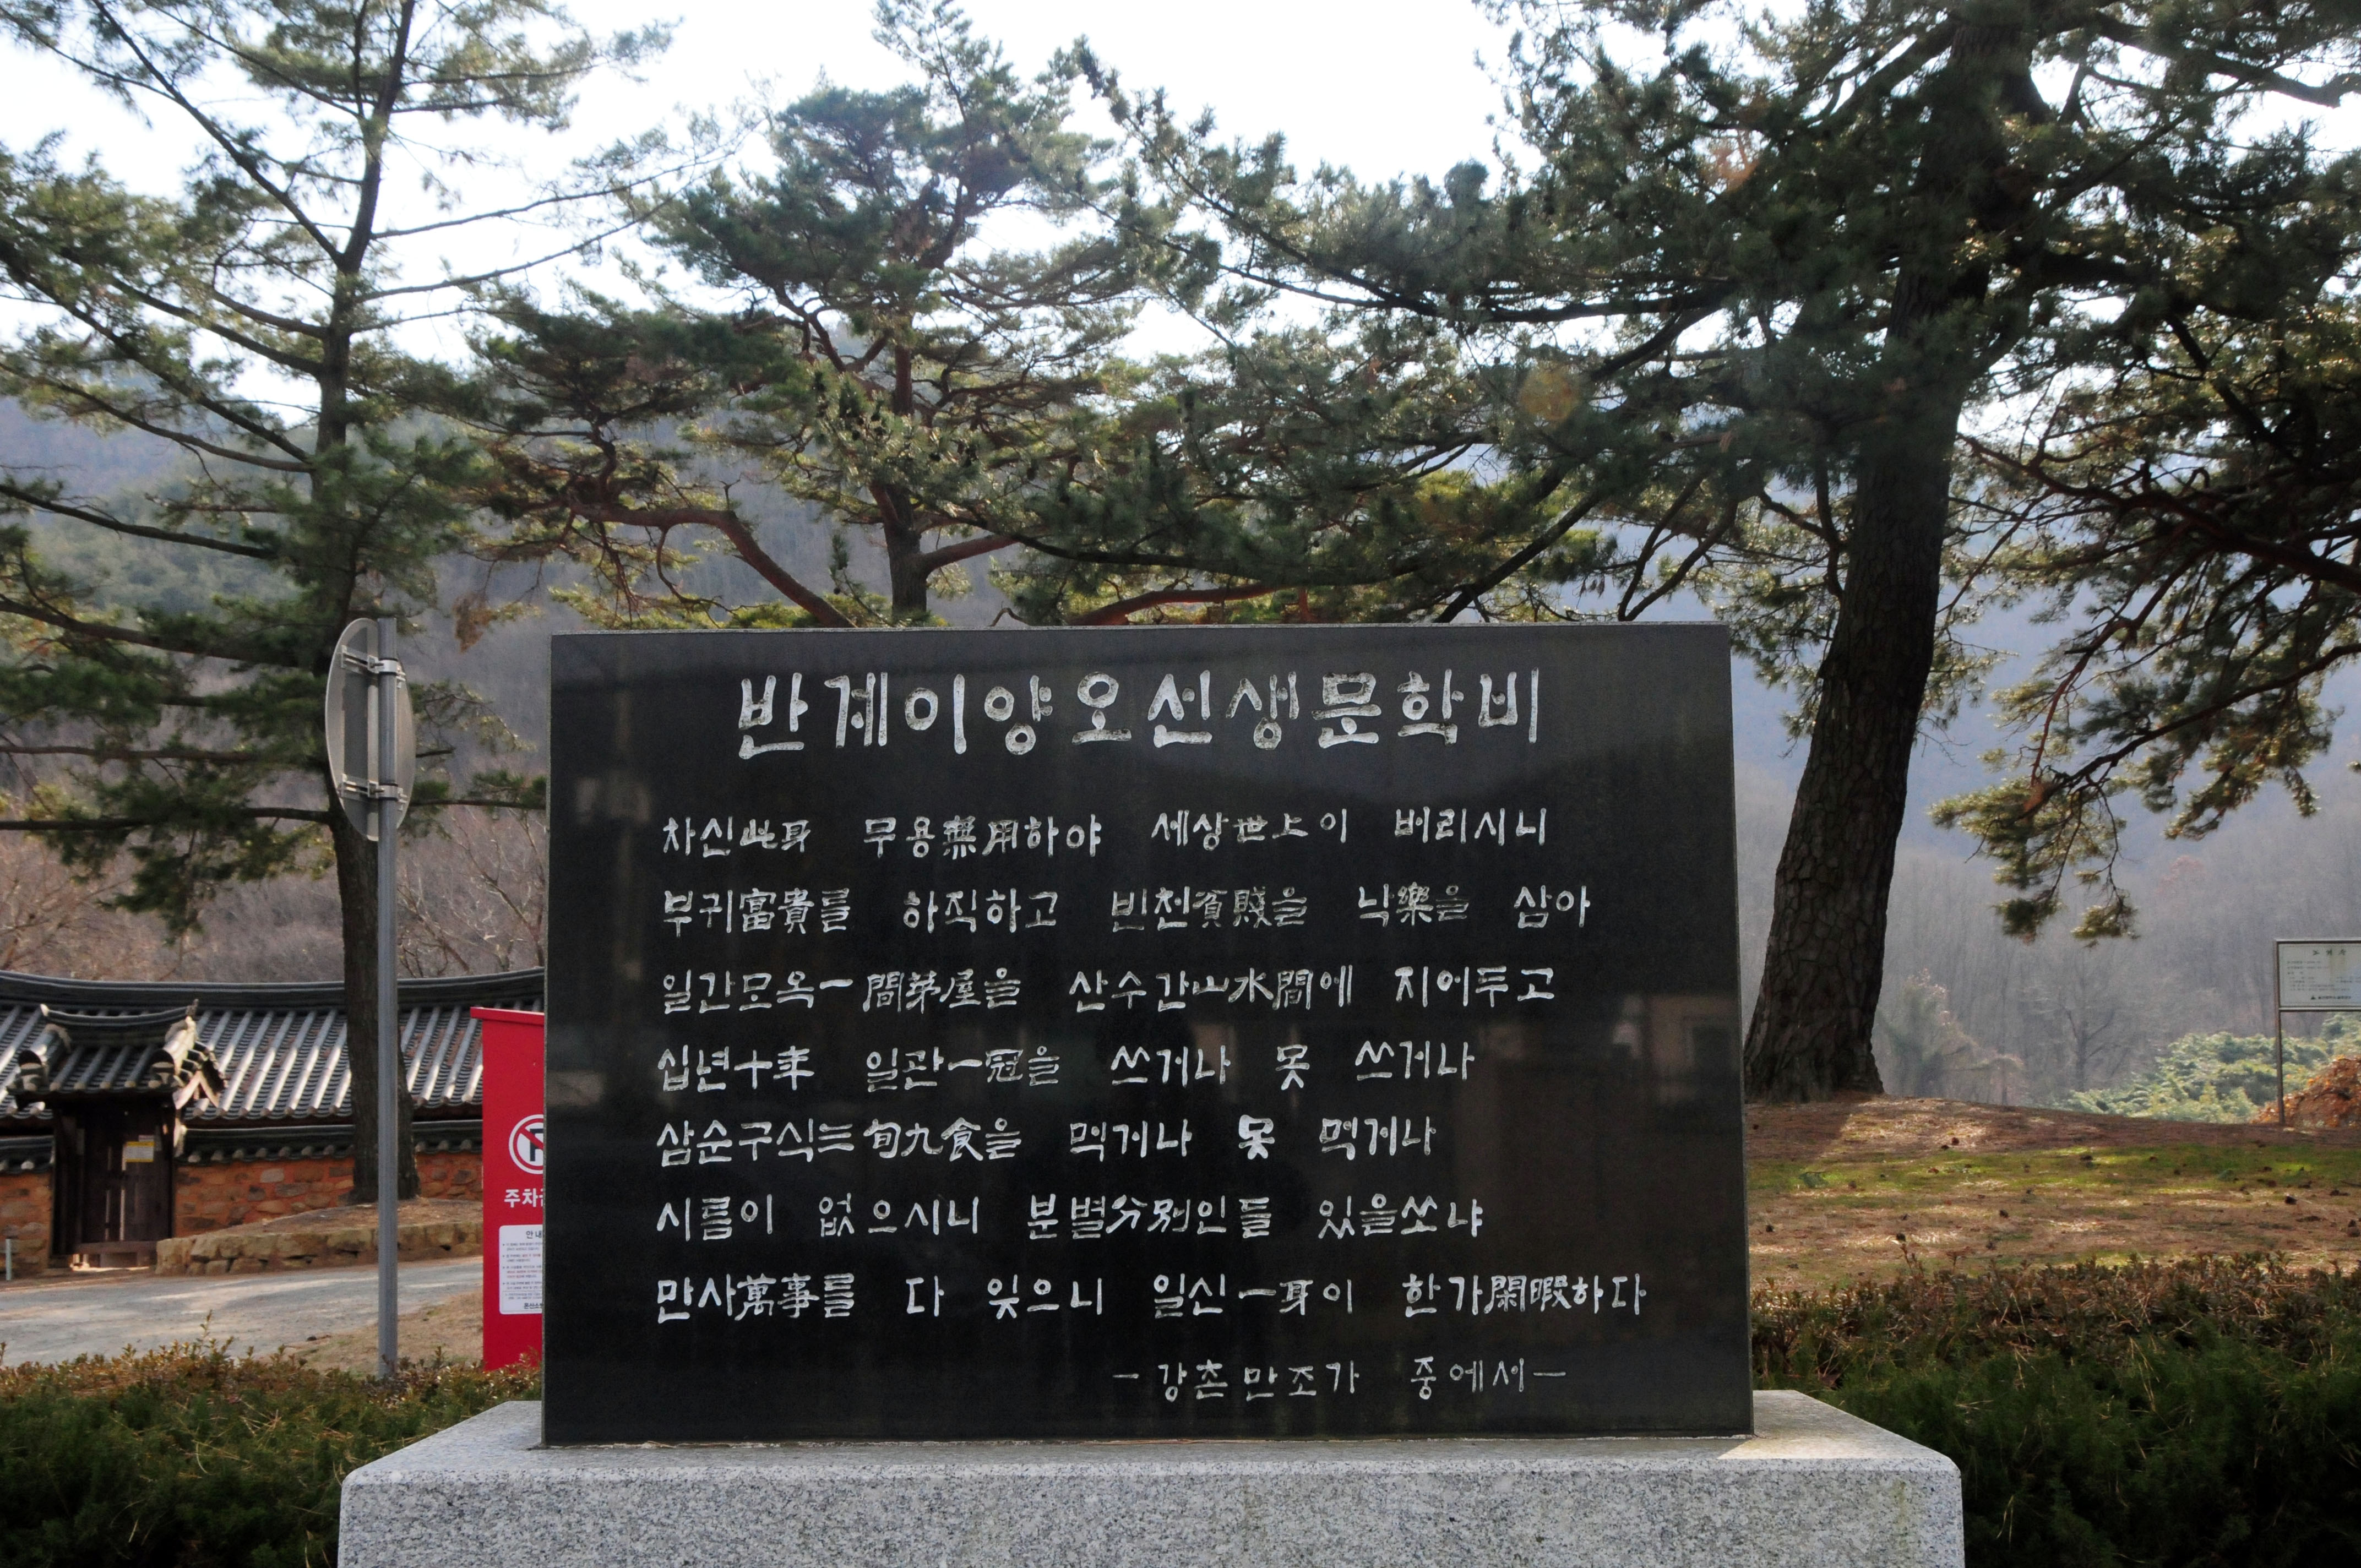 반계이양오선생문학비
차신此身 무용無用하야 세상世上이 버리시니
부귀富貴를 하직하고 빈천貧賤을 낙樂을 삼아
일간모옥一間茅屋을 산수간山水間에 지어두고
십년十年 일관一冠을 쓰거나 못 쓰거나
삼순구식三旬九食을 먹거나 못 먹거나
시름이 없으시니 분별分別인들 있을쏘냐
만사萬事를 다 잊으니 일신一身이 한가閑暇하다
-강촌만조가 중에서-
주차금
안내